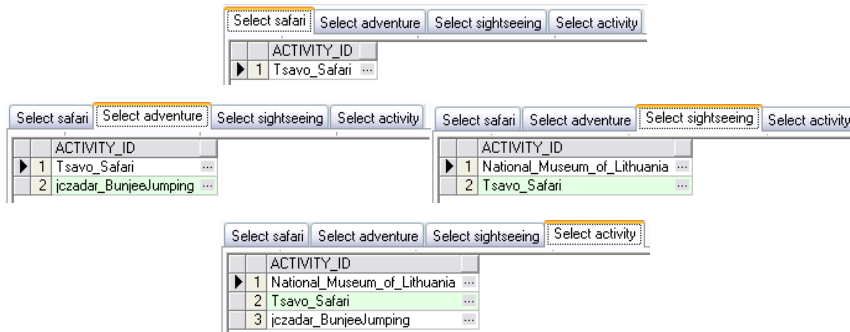 Select safari Select adventure Select sightseeing Select activity
ACTIVITY_ID
1 Tsavo_Safari ...
Select safari Select adventure Select sightseeing Select activity
ACTIVITY_ID
1 Tsavo_Safari ...
2 jczadar_BunjeeJumping ...
Select safari Select adventure Select sightseeing Select activity
ACTIVITY_ID
1 National_Museum_of_Lithuania ...
2 Tsavo_Safari ...
Select safari Select adventure Select sightseeing Select activity
ACTIVITY_ID
1 National_Museum_of_Lithuania ...
2 Tsavo_Safari ...
3 jczadar_BunjeeJumping ...